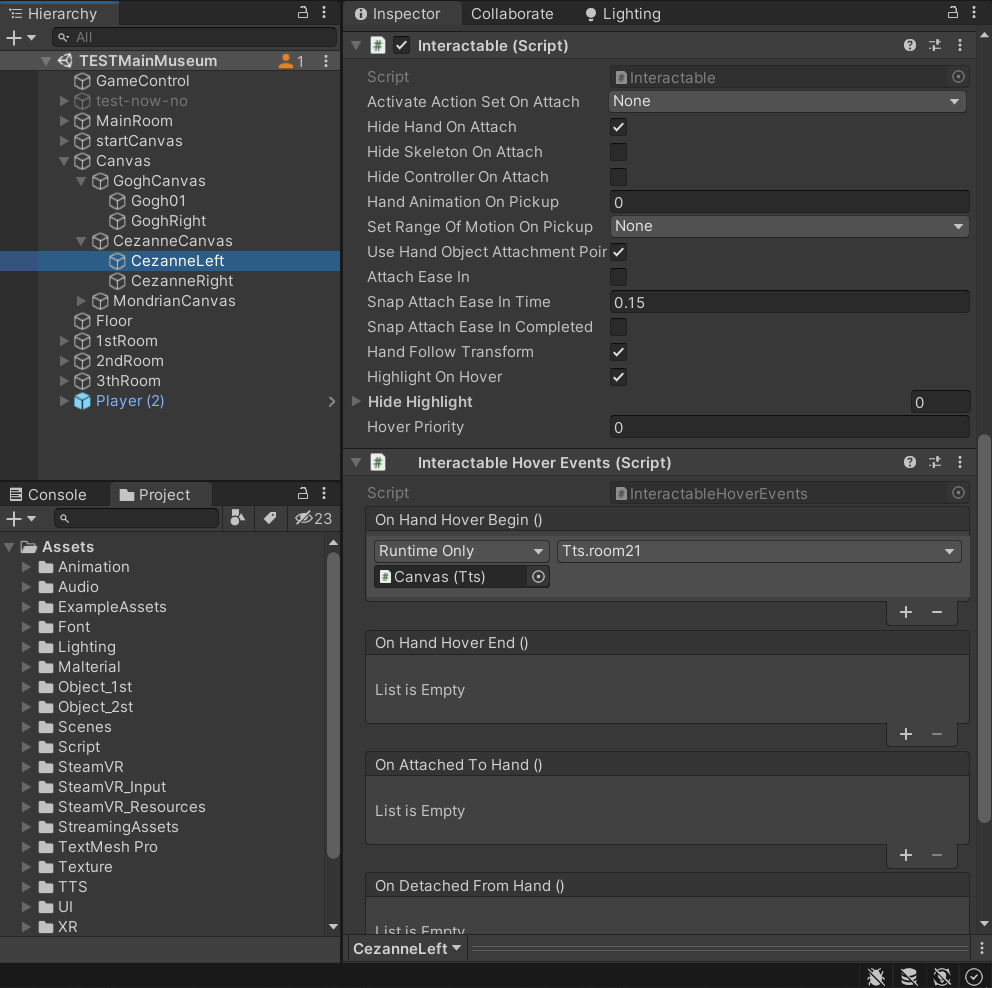 Hierarchy
All
TESTMainMuseum 1
GameControl
test-now-no
MainRoom
startCanvas
Canvas
GoghCanvas
Gogh01
GoghRight
CezanneCanvas
CezanneLeft
CezanneRight
MondrianCanvas
Floor
1stRoom
2ndRoom
3thRoom
Player (2)
Console Project
23
Assets
Animation
Audio
ExampleAssets
Font
Lighting
Malterial
Object_1st
Object_2st
Scenes
Script
SteamVR
SteamVR_Input
SteamVR_Resources
StreamingAssets
TextMesh Pro
Texture
TTS
UI
XR
Inspector Collaborate Lighting
Interactable (Script)
Script Interactable
Activate Action Set On Attach None
Hide Hand On Attach
Hide Skeleton On Attach
Hide Controller On Attach
Hand Animation On Pickup 0
Set Range Of Motion On Pickup None
Use Hand Object Attachment Poir
Attach Ease In
Snap Attach Ease In Time 0.15
Snap Attach Ease In Completed
Hand Follow Transform
Highlight On Hover
Hide Highlight 0
Hover Priority 0
Interactable Hover Events (Script)
Script InteractableHoverEvents
On Hand Hover Begin ()
Runtime Only Tts.room21
Canvas (Tts)
On Hand Hover End ()
List is Empty
On Attached To Hand ()
List is Empty
On Detached From Hand ()
List is Empty
CezanneLeft